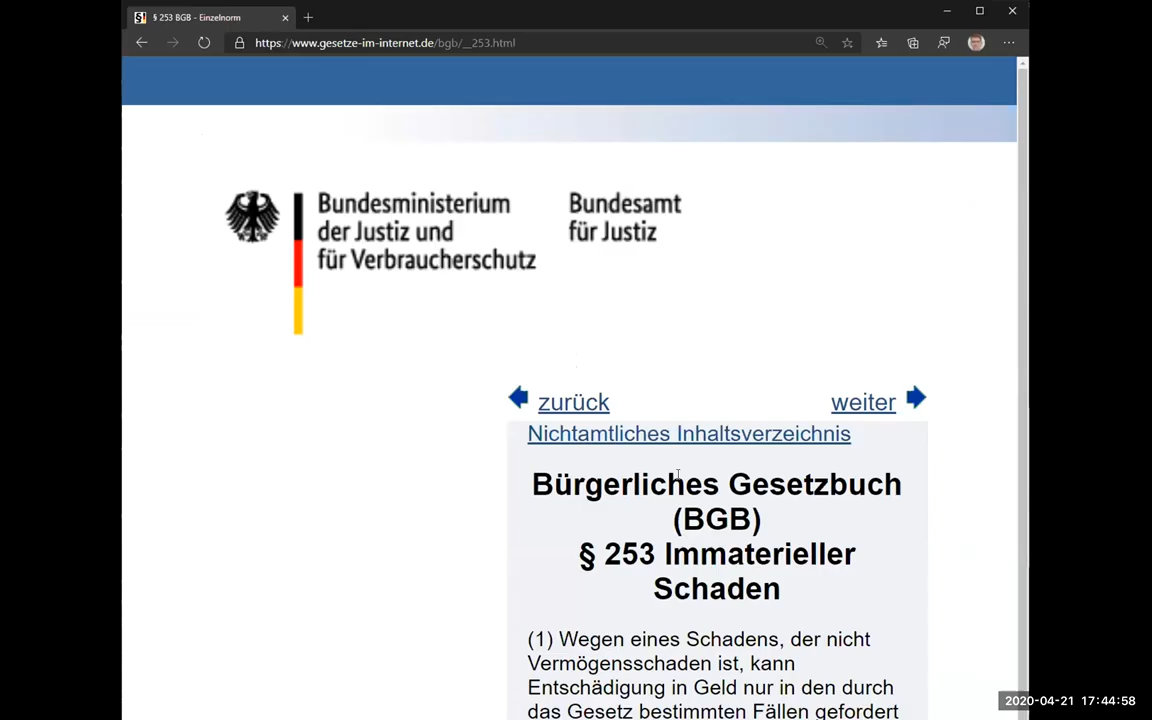 § 253 BGB - Einzelnorm
https://www.gesetze-im-internet.de/bgb/__253.html
Bundesministerium
der Justiz und
für Verbraucherschutz
Bundesamt
für Justiz
zurück
weiter
Nichtamtliches Inhaltsverzeichnis
Bürgerliches Gesetzbuch
(BGB)
§ 253 Immaterieller
Schaden
(1) Wegen eines Schadens, der nicht
Vermögensschaden ist, kann
Entschädigung in Geld nur in den durch
das Gesetz bestimmten Fällen gefordert
2020-04-21 17:44:58